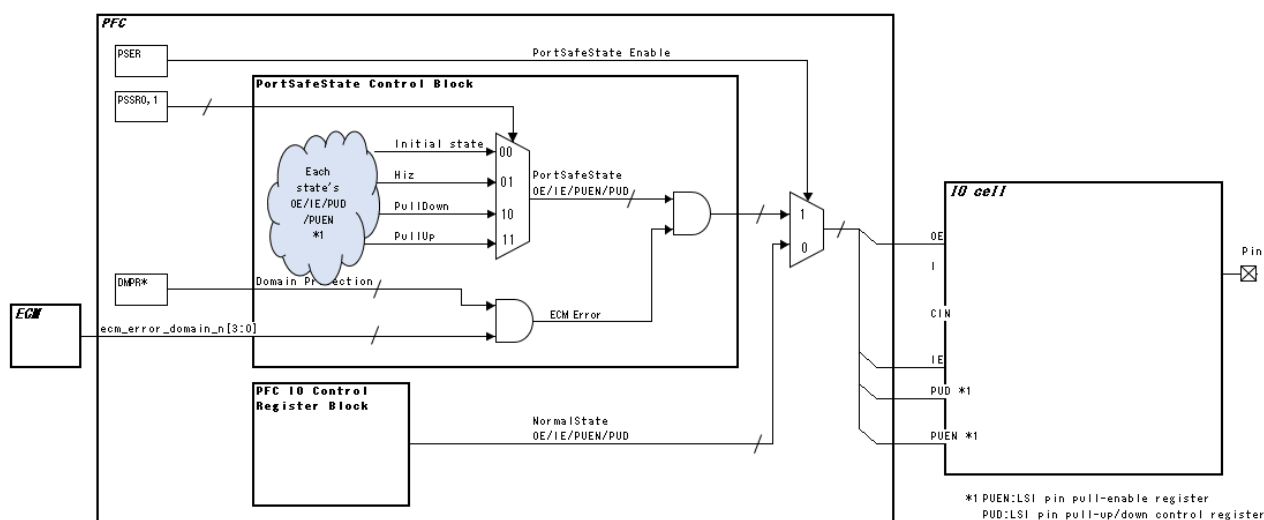 PFC
PSER
PortSafeState Enable
PSSR0,1
PortSafeState Control Block
Each
state's
OE/IE/PUD
/PUEN
*1
Initial state
Hiz
PullDown
PullUp
00
01
10
11
PortSafeState
OE/IE/PUEN/PUD
1
0
DMPR*
Domain Protection
ECM
ecm_error_domain_n[3:0]
ECM Error
PFC IO Control
Register Block
NormalState
OE/IE/PUEN/PUD
IO cell
OE
I
CIN
IE
PUD *1
PUEN *1
Pin
*1 PUEN:LSI pin pull-enable register
PUD:LSI pin pull-up/down control register